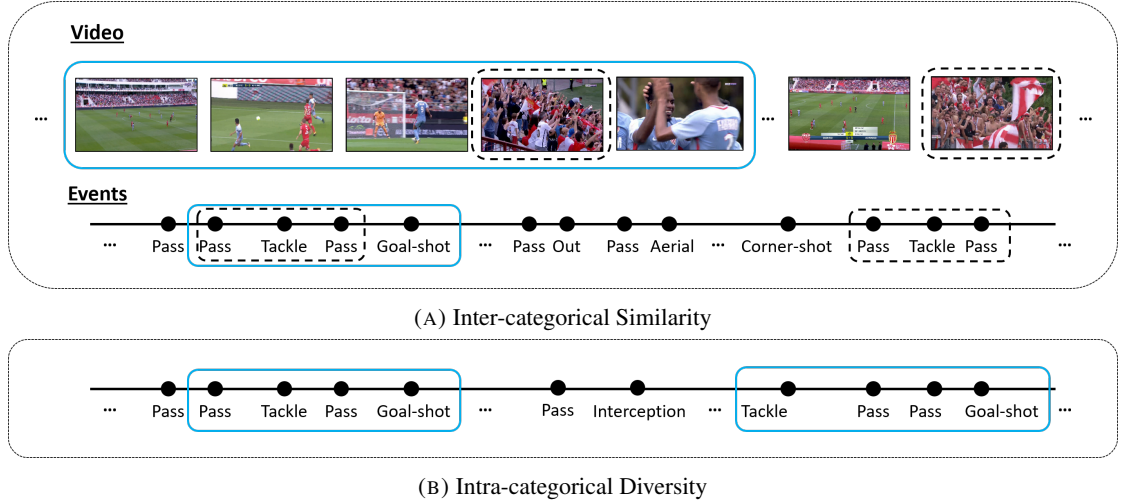 Video
... ... ...
Events
... Pass Pass Tackle Pass Goal-shot ... Pass Out Pass Aerial ... Corner-shot Pass Tackle Pass ...
(A) Inter-categorical Similarity
... Pass Pass Tackle Pass Goal-shot ... Pass Interception ... Tackle Pass Pass Goal-shot ...
(B) Intra-categorical Diversity